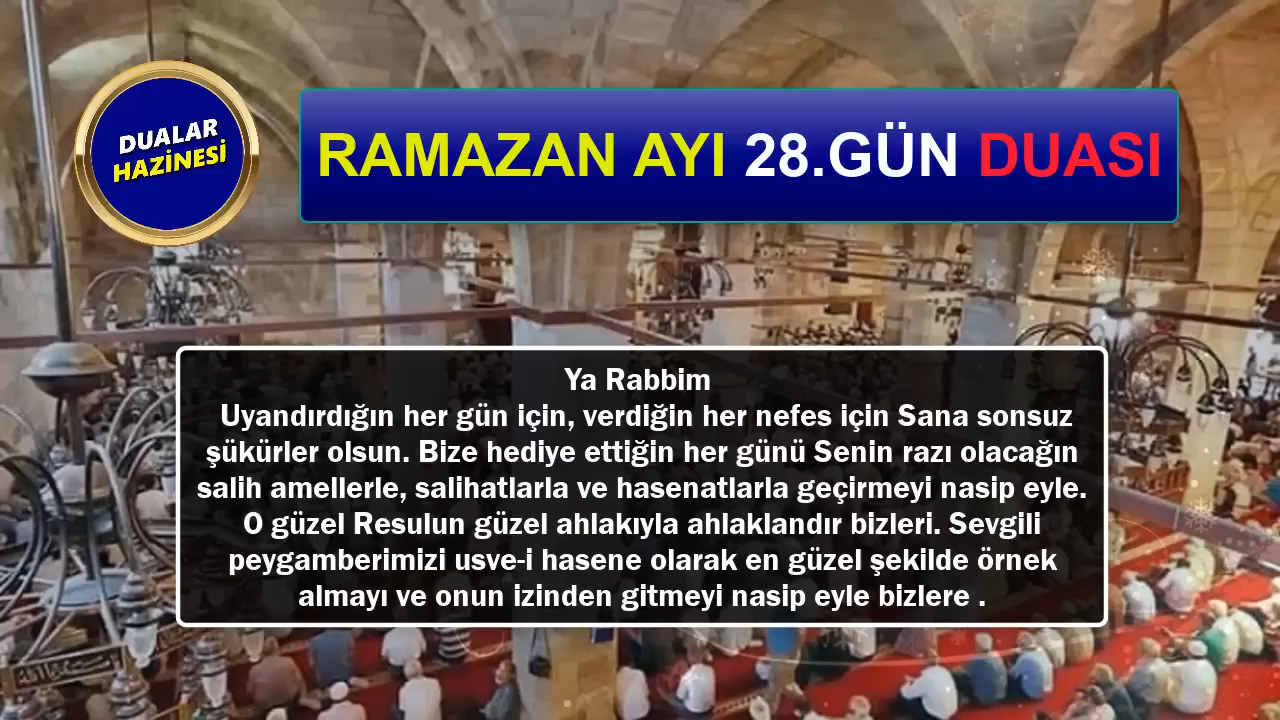 DUALAR
HAZİNESİ
RAMAZAN AYI 28.GÜN DUASI
Ya Rabbim
Uyandırdığın her gün için, verdiğin her nefes için Sana sonsuz
şükürler olsun. Bize hediye ettiğin her günü Senin razı olacağın
salih amellerle, salihatlarla ve hasenatlarla geçirmeyi nasip eyle.
O güzel Resulun güzel ahlakıyla ahlaklandır bizleri. Sevgili
peygamberimizi usve-i hasene olarak en güzel şekilde örnek
almayı ve onun izinden gitmeyi nasip eyle bizlere .